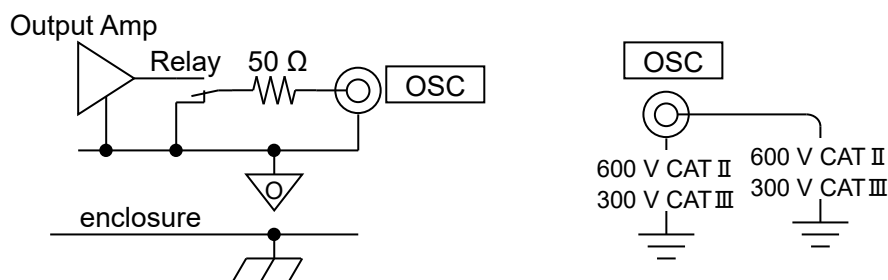 Output Amp
Relay
50 Ω
OSC
O
enclosure
OSC
600 V CAT Ⅱ
300 V CAT Ⅲ
600 V CAT Ⅱ
300 V CAT Ⅲ